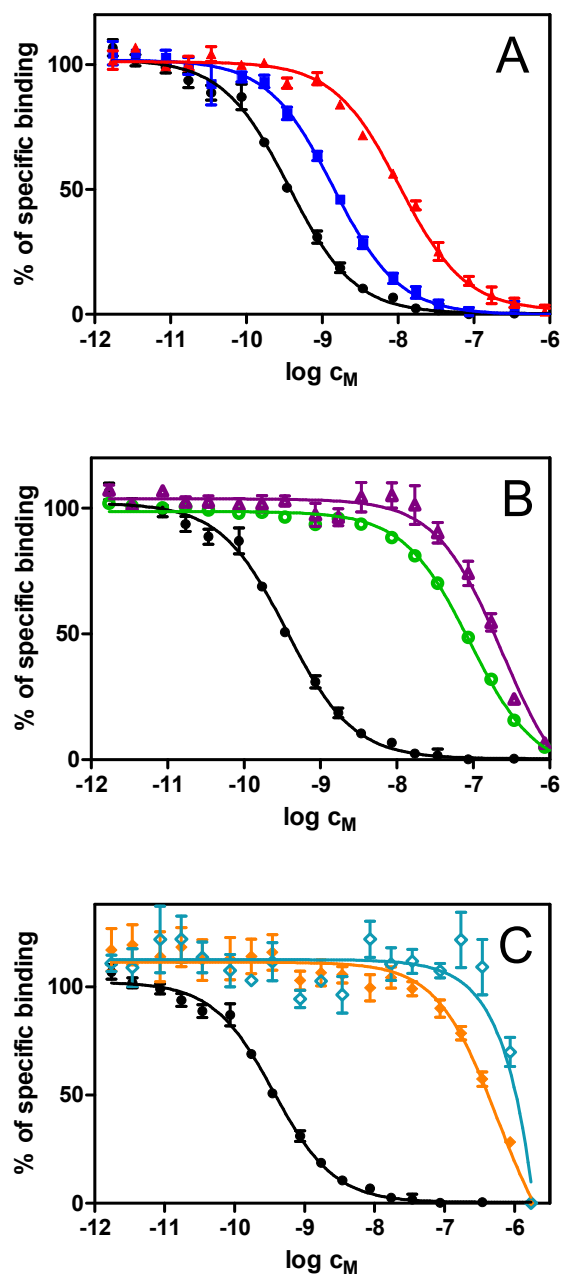 A
% of specific binding
100
50
0
-12 -11 -10 -9 -8 -7 -6
log cM
B
% of specific binding
100
50
0
-12 -11 -10 -9 -8 -7 -6
log cM
C
% of specific binding
100
50
0
-12 -11 -10 -9 -8 -7 -6
log cM